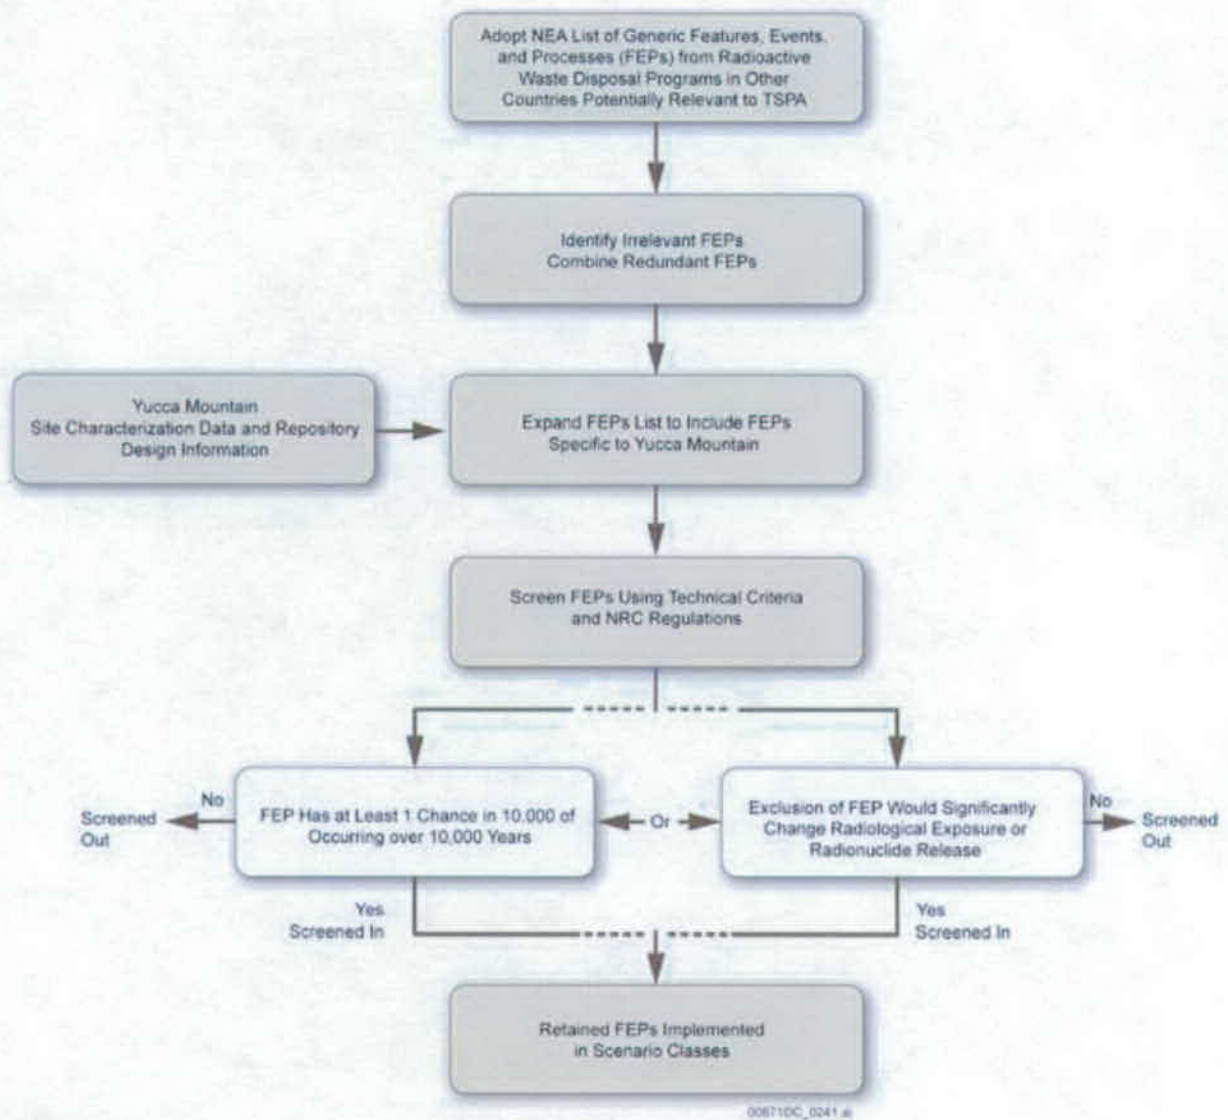 Adopt NEA List of Generic Features, Events,
and Processes (FEPs) from Radioactive
Waste Disposal Programs in Other
Countries Potentially Relevant to TSPA
Identify Irrelevant FEPs
Combine Redundant FEPs
Yucca Mountain
Site Characterization Data and Repository
Design Information
Expand FEPs List to Include FEPs
Specific to Yucca Mountain
Screen FEPs Using Technical Criteria
and NRC Regulations
Screened
Out
No
FEP Has at Least 1 Chance in 10,000 of
Occurring over 10,000 Years
Or
Exclusion of FEP Would Significantly
Change Radiological Exposure or
Radionuclide Release
No
Screened
Out
Yes
Screened In
Yes
Screened In
Retained FEPs Implemented
in Scenario Classes
00671DC_0241.ai